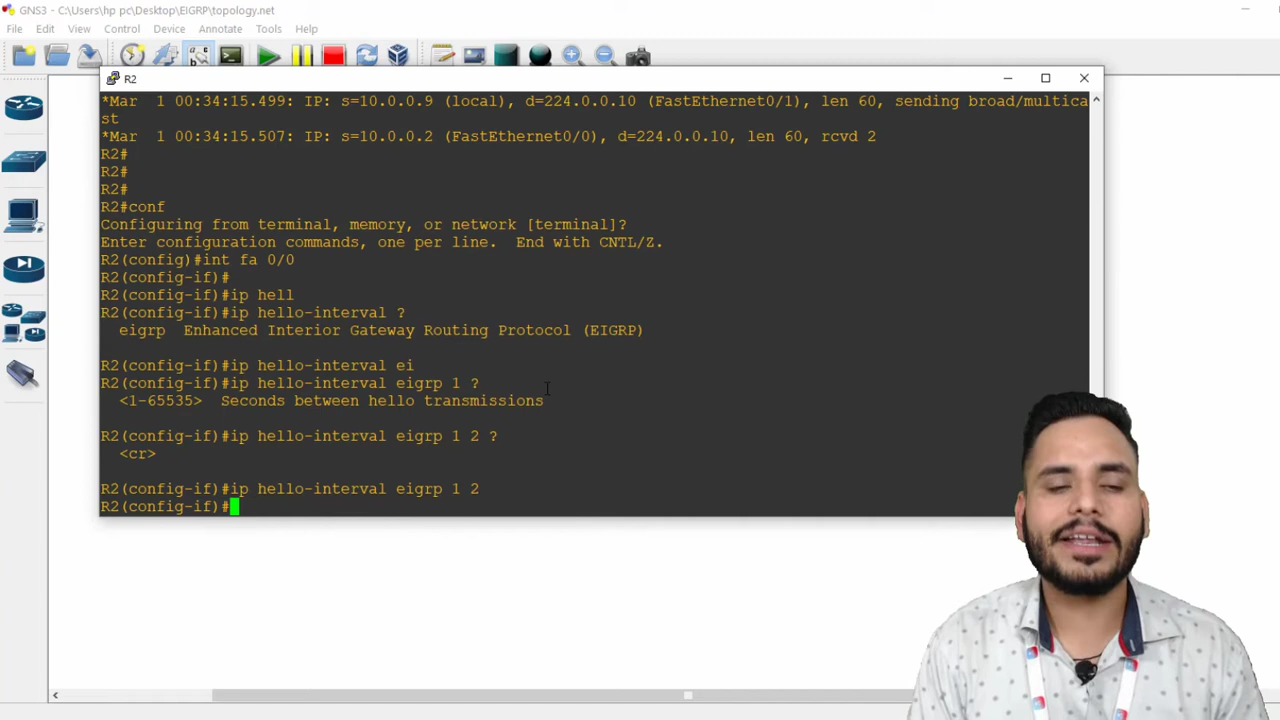 GNS3 - C:\Users\hp pc\Desktop\EIGRP\topology.net
File Edit View Control Device Annotate Tools Help
R2
*Mar  1 00:34:15.499: IP: s=10.0.0.9 (local), d=224.0.0.10 (FastEthernet0/1), len 60, sending broad/multica
st
*Mar  1 00:34:15.507: IP: s=10.0.0.2 (FastEthernet0/0), d=224.0.0.10, len 60, rcvd 2
R2#
R2#
R2#
R2#conf
Configuring from terminal, memory, or network [terminal]?
Enter configuration commands, one per line.  End with CNTL/Z.
R2(config)#int fa 0/0
R2(config-if)#
R2(config-if)#ip hell
R2(config-if)#ip hello-interval ?
eigrp  Enhanced Interior Gateway Routing Protocol (EIGRP)
R2(config-if)#ip hello-interval ei
R2(config-if)#ip hello-interval eigrp 1 ?
<1-65535>  Seconds between hello transmissions
R2(config-if)#ip hello-interval eigrp 1 2 ?
<cr>
R2(config-if)#ip hello-interval eigrp 1 2
R2(config-if)#